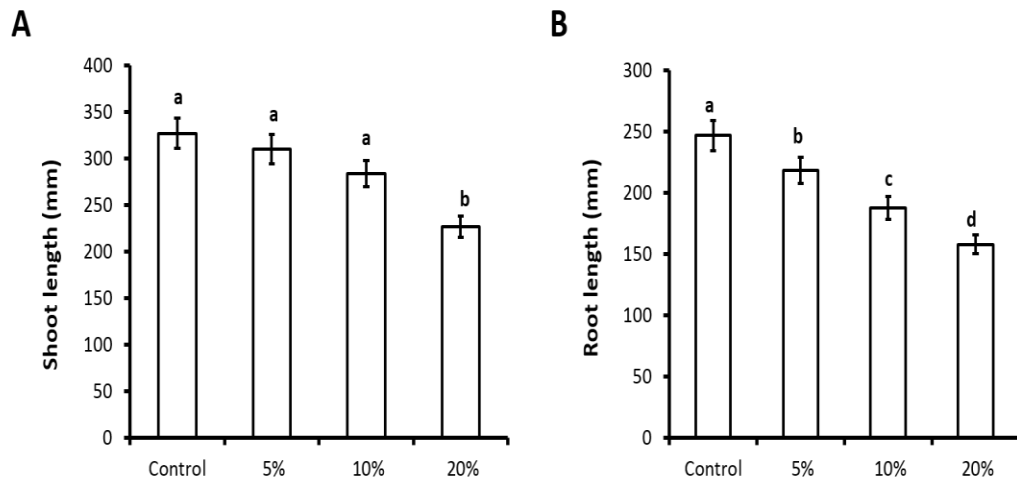 A
Shoot length (mm)
400
350
300
250
200
150
100
50
0
a
a
a
b
Control 5% 10% 20%
B
Root length (mm)
300
250
200
150
100
50
0
a
b
c
d
Control 5% 10% 20%